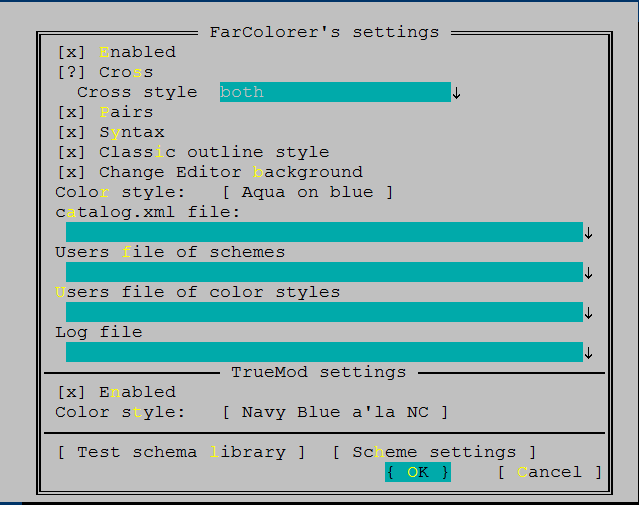 FarColorer's settings
[x] Enabled
[?] Cross
Cross style both ↓
[x] Pairs
[x] Syntax
[x] Classic outline style
[x] Change Editor background
Color style: [ Aqua on blue ]
catalog.xml file:
↓
Users file of schemes
↓
Users file of color styles
↓
Log file
↓
TrueMod settings
[x] Enabled
Color style: [ Navy Blue a'la NC ]
[ Test schema library ] [ Scheme settings ]
{ OK } [ Cancel ]